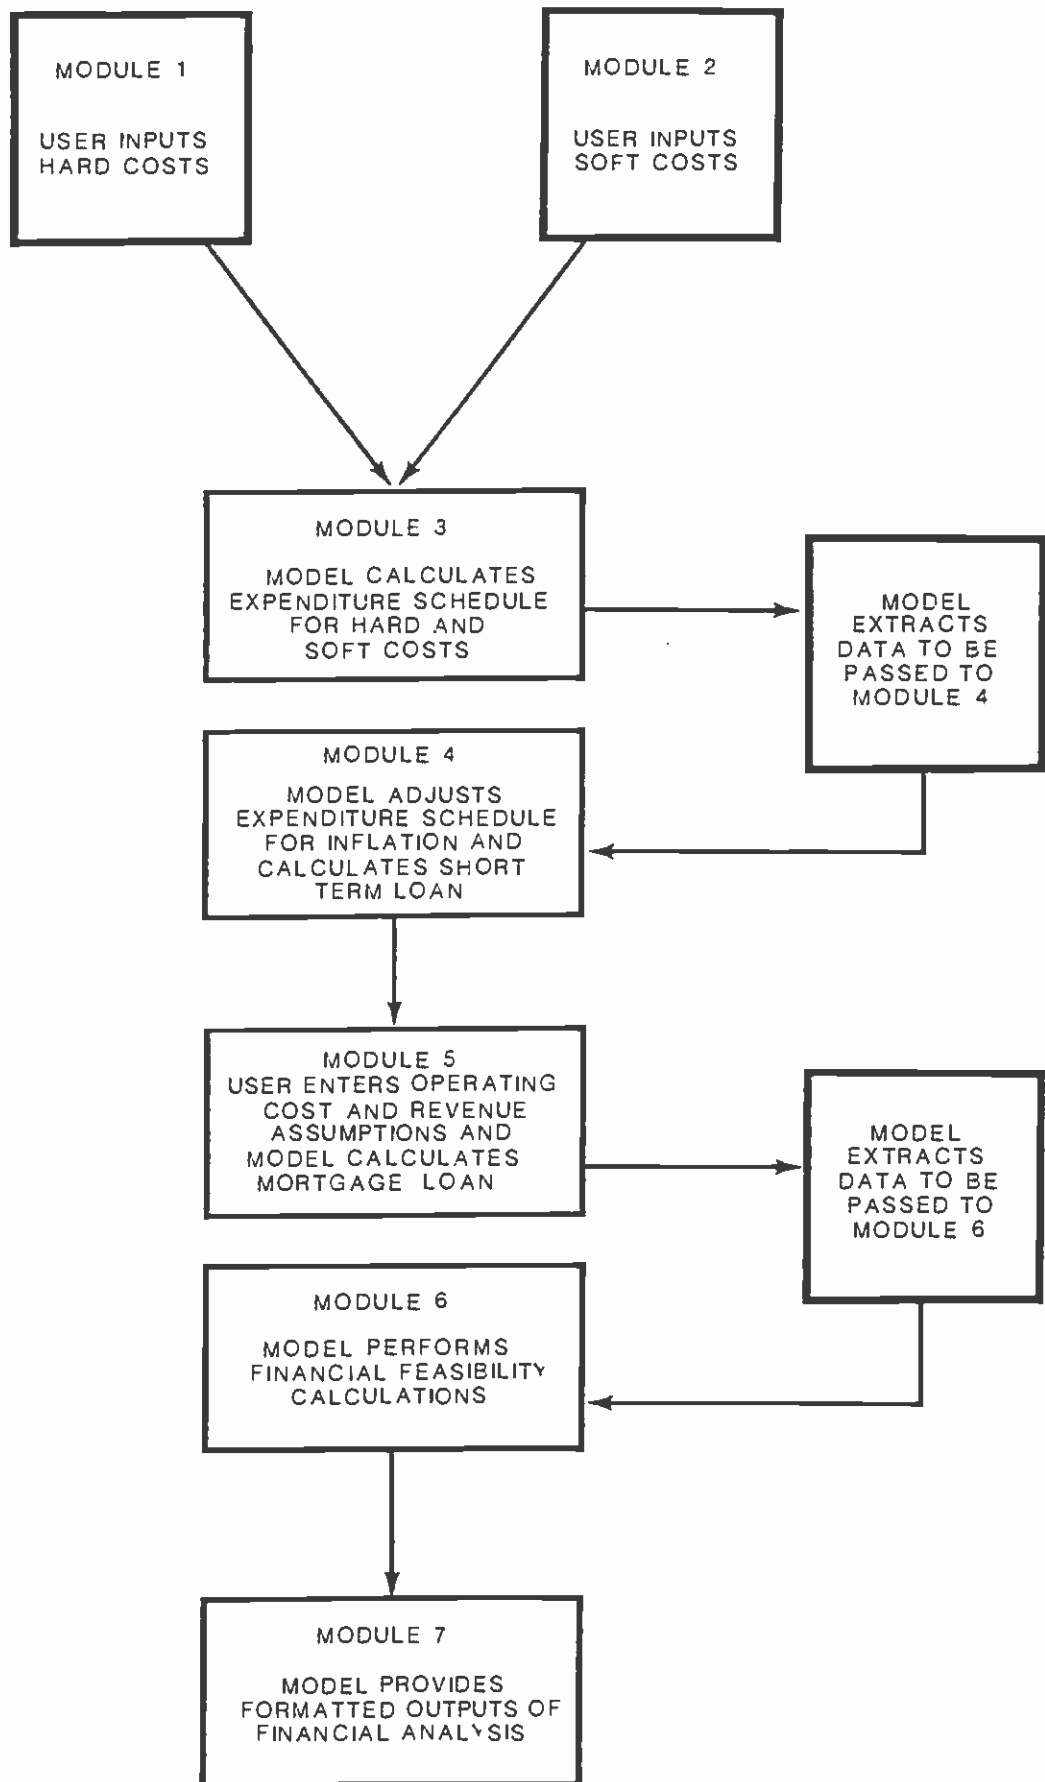 MODULE 1
USER INPUTS
HARD COSTS
MODULE 2
USER INPUTS
SOFT COSTS
MODULE 3
MODEL CALCULATES
EXPENDITURE SCHEDULE
FOR HARD AND
SOFT COSTS
MODEL
EXTRACTS
DATA TO BE
PASSED TO
MODULE 4
MODULE 4
MODEL ADJUSTS
EXPENDITURE SCHEDULE
FOR INFLATION AND
CALCULATES SHORT
TERM LOAN
MODULE 5
USER ENTERS OPERATING
COST AND REVENUE
ASSUMPTIONS AND
MODEL CALCULATES
MORTGAGE LOAN
MODEL
EXTRACTS
DATA TO BE
PASSED TO
MODULE 6
MODULE 6
MODEL PERFORMS
FINANCIAL FEASIBILITY
CALCULATIONS
MODULE 7
MODEL PROVIDES
FORMATTED OUTPUTS OF
FINANCIAL ANALYSIS